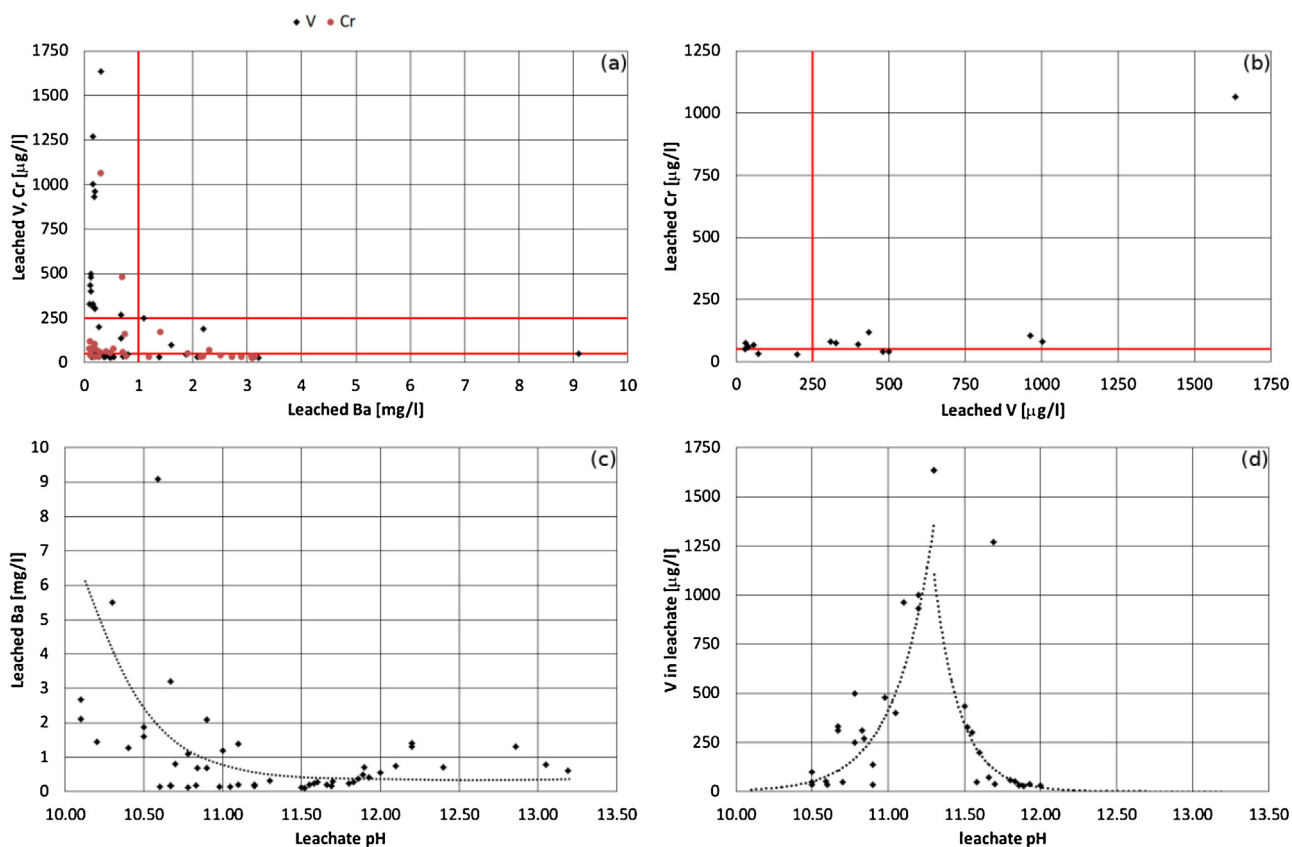 V Cr
(a)
1750
1500
1250
1000
750
500
250
0
Leached V, Cr [µg/l]
0 1 2 3 4 5 6 7 8 9 10
Leached Ba [mg/l]
(b)
1250
1000
750
500
250
0
Leached Cr [µg/l]
0 250 500 750 1000 1250 1500 1750
Leached V [µg/l]
(c)
10
9
8
7
6
5
4
3
2
1
0
Leached Ba [mg/l]
10.00 10.50 11.00 11.50 12.00 12.50 13.00 13.50
Leachate pH
(d)
1750
1500
1250
1000
750
500
250
0
V in leachate [µg/l]
10.00 10.50 11.00 11.50 12.00 12.50 13.00 13.50
leachate pH